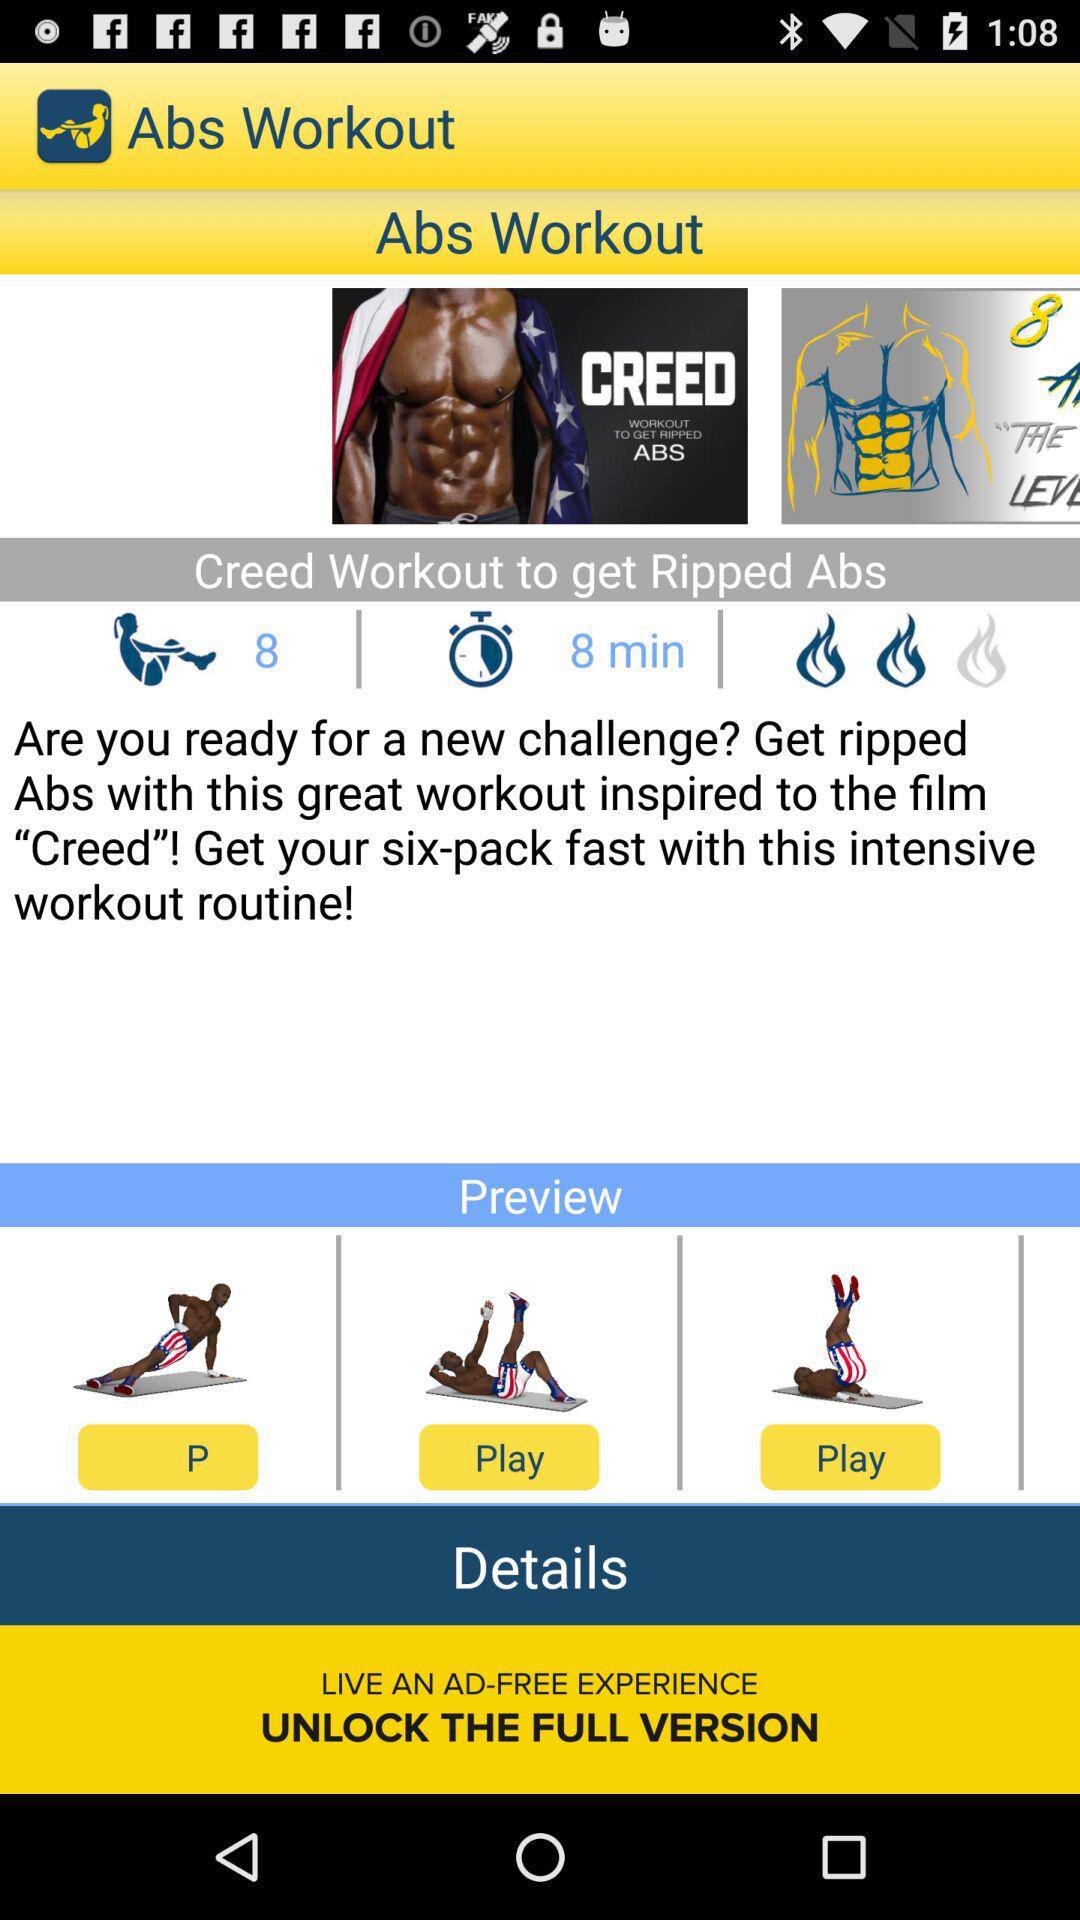 FAKE
1:08
Abs Workout
Abs Workout
CREED
WORKOUT
TO GET RIPPED
ABS
8
"THE
Creed Workout to get Ripped Abs
8
8 min
Are you ready for a new challenge? Get ripped
Abs with this great workout inspired to the film
“Creed”! Get your six-pack fast with this intensive
workout routine!
Preview
P
Play
Play
Details
LIVE AN AD-FREE EXPERIENCE
UNLOCK THE FULL VERSION